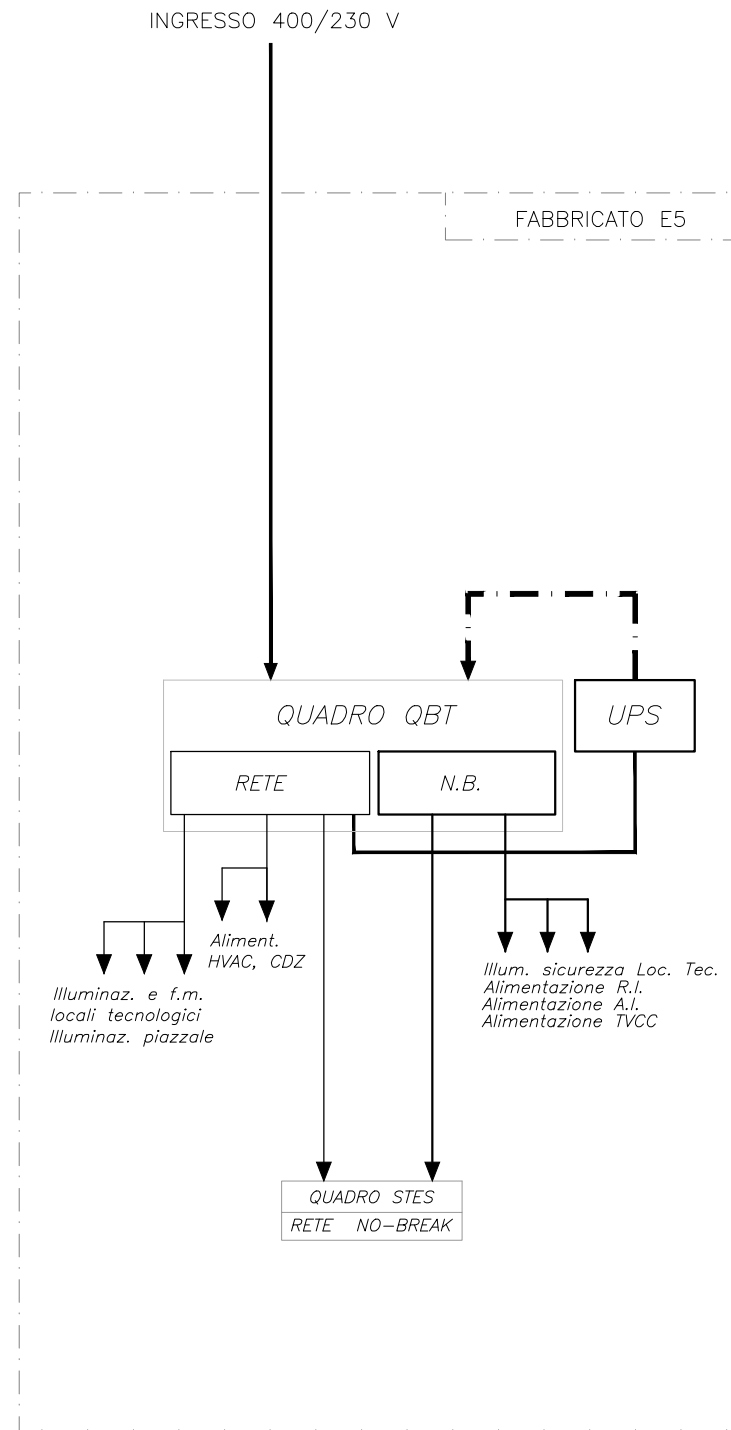 INGRESSO 400/230 V
FABBRICATO E5
QUADRO QBT
UPS
RETE
N.B.
Aliment.
HVAC, CDZ
Illuminaz. e f.m.
locali tecnologici
Illuminaz. piazzale
Illum. sicurezza Loc. Tec.
Alimentazione R.I.
Alimentazione A.I.
Alimentazione TVCC
QUADRO STES
RETE NO-BREAK